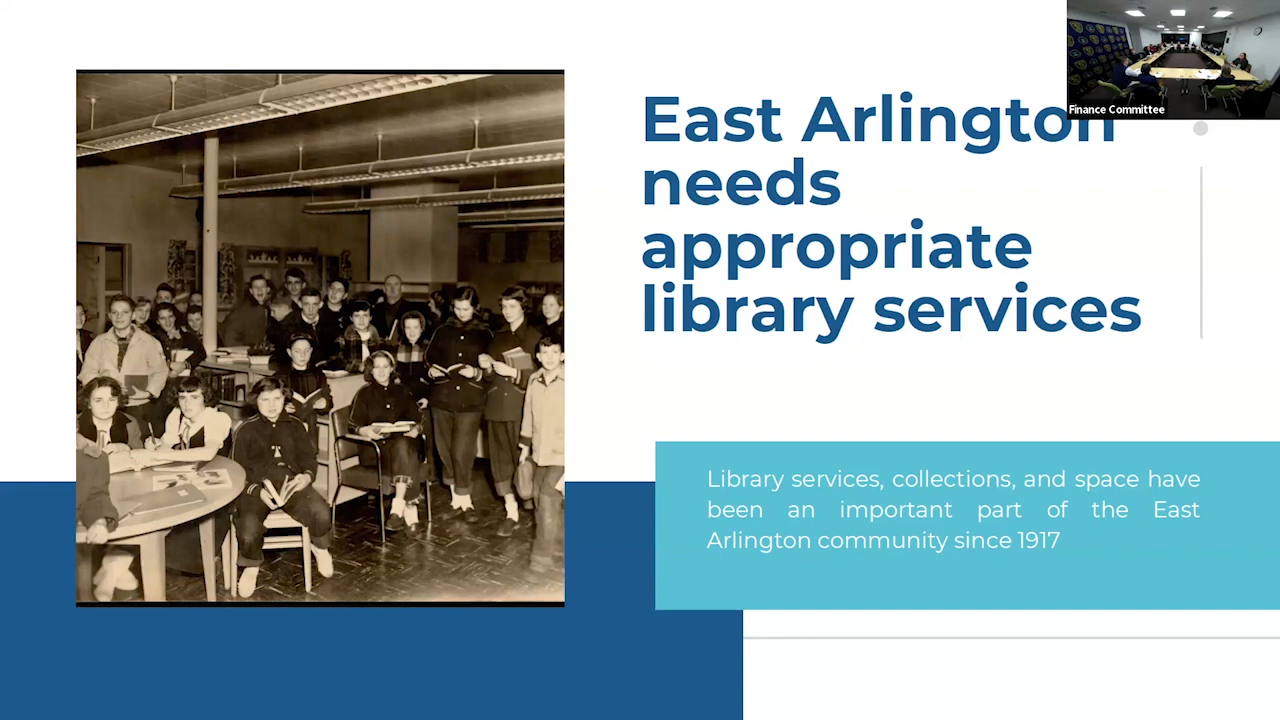 Finance Committee
East Arlington
needs
appropriate
library services
Library services, collections, and space have
been an important part of the East
Arlington community since 1917